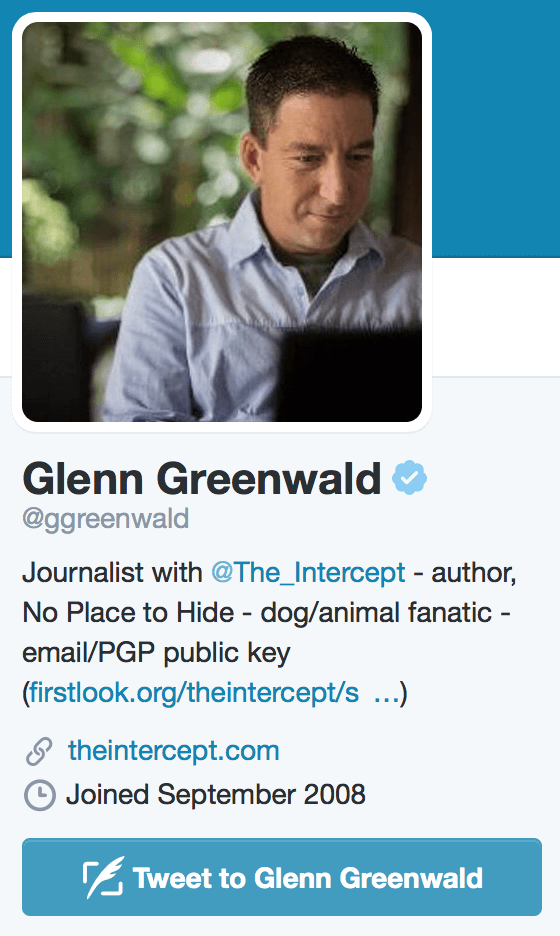 Glenn Greenwald
@ggreenwald
Journalist with @The_Intercept - author,
No Place to Hide - dog/animal fanatic -
email/PGP public key
(firstlook.org/theintercept/s …)
theintercept.com
Joined September 2008
Tweet to Glenn Greenwald